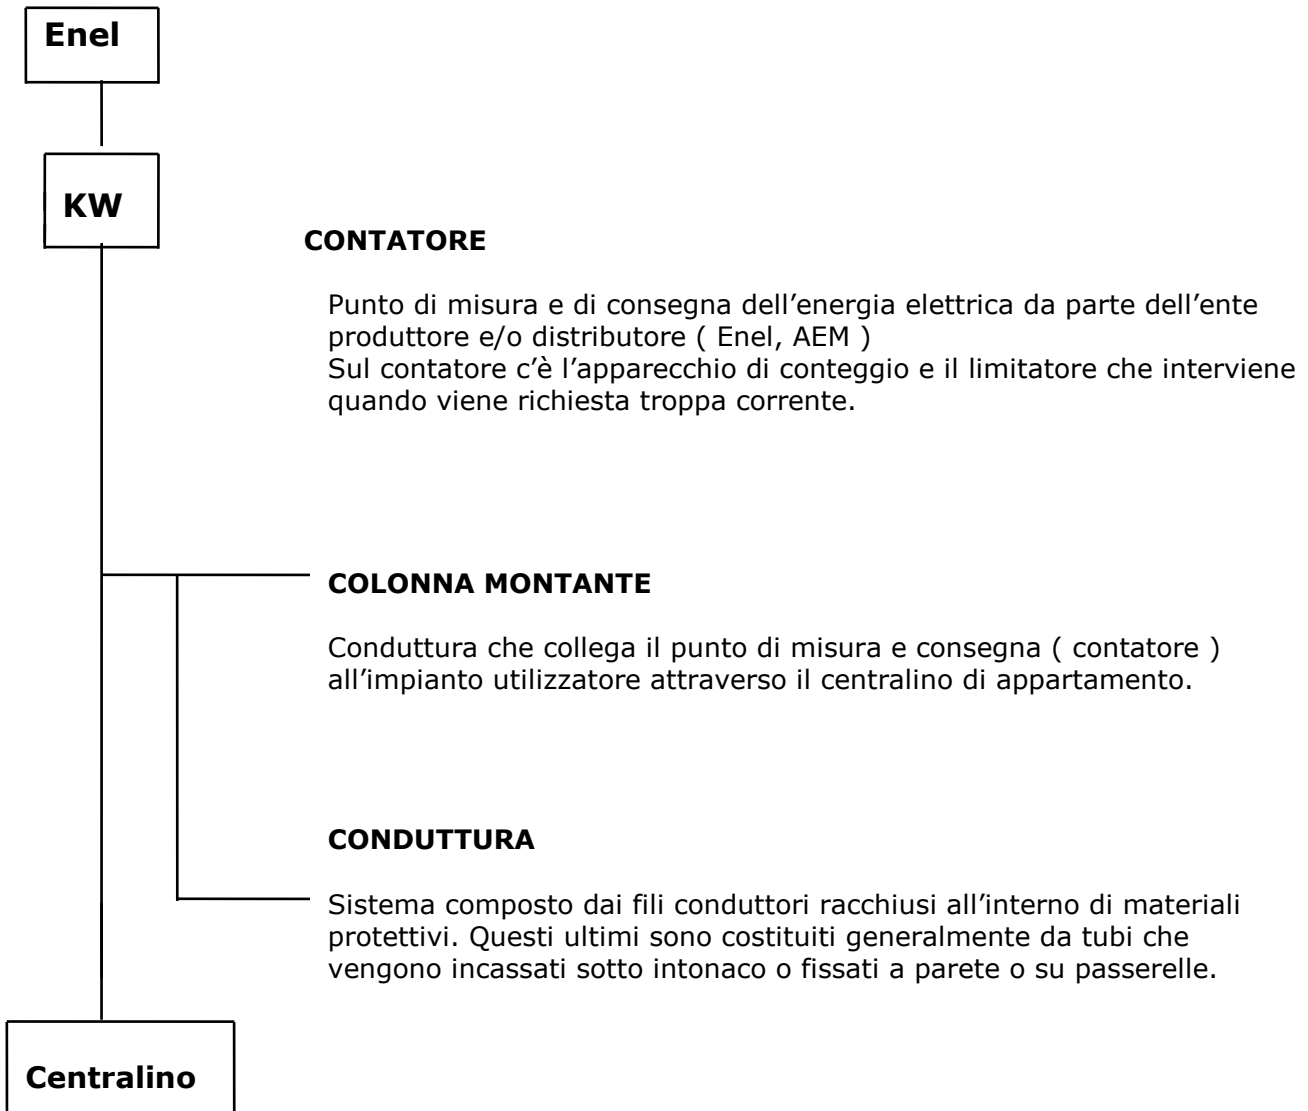 Enel
KW
CONTATORE
Punto di misura e di consegna dell’energia elettrica da parte dell’ente
produttore e/o distributore ( Enel, AEM )
Sul contatore c’è l’apparecchio di conteggio e il limitatore che interviene
quando viene richiesta troppa corrente.
COLONNA MONTANTE
Conduttura che collega il punto di misura e consegna ( contatore )
all’impianto utilizzatore attraverso il centralino di appartamento.
CONDUTTURA
Sistema composto dai fili conduttori racchiusi all’interno di materiali
protettivi. Questi ultimi sono costituiti generalmente da tubi che
vengono incassati sotto intonaco o fissati a parete o su passerelle.
Centralino